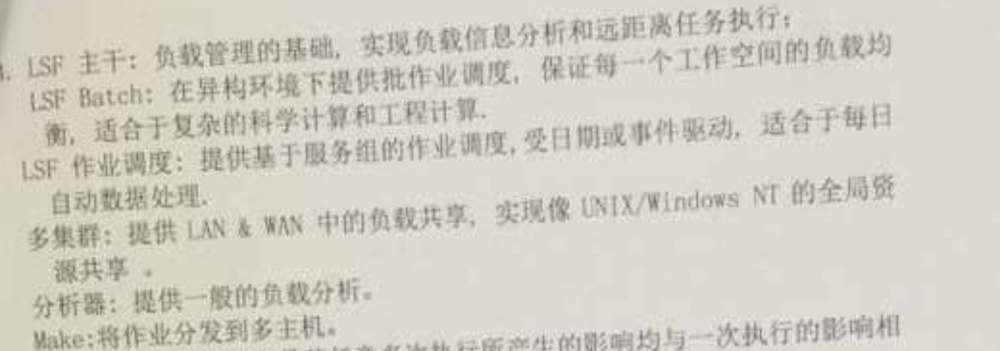 LSF 主干: 负载管理的基础, 实现负载信息分析和远距离任务执行;
LSF Batch: 在异构环境下提供批作业调度, 保证每一个工作空间的负载均
衡, 适合于复杂的科学计算和工程计算.
LSF 作业调度: 提供基于服务组的作业调度, 受日期或事件驱动, 适合于每日
自动数据处理.
多集群: 提供 LAN & WAN 中的负载共享, 实现像 UNIX/Windows NT 的全局资
源共享 。
分析器: 提供一般的负载分析。
Make:将作业分发到多主机。
多次执行所产生的影响均与一次执行的影响相